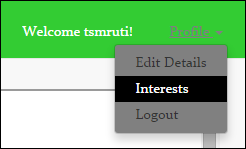 Welcome tsmruti! Profile
Edit Details
Interests
Logout